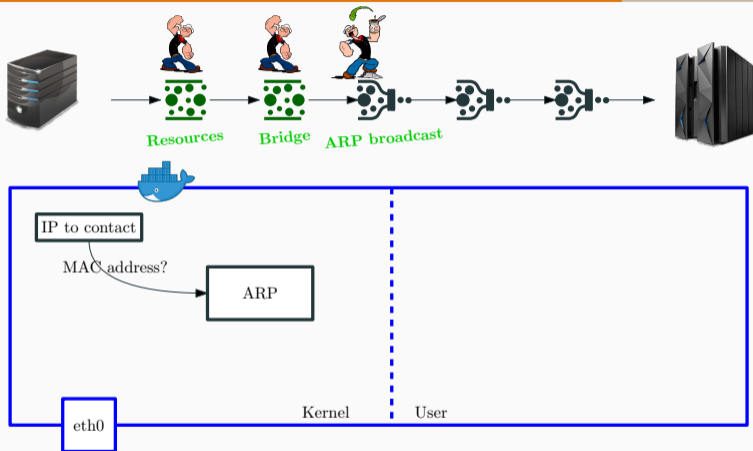 Resources
Bridge
ARP broadcast
IP to contact
MAC address?
ARP
Kernel
User
eth0